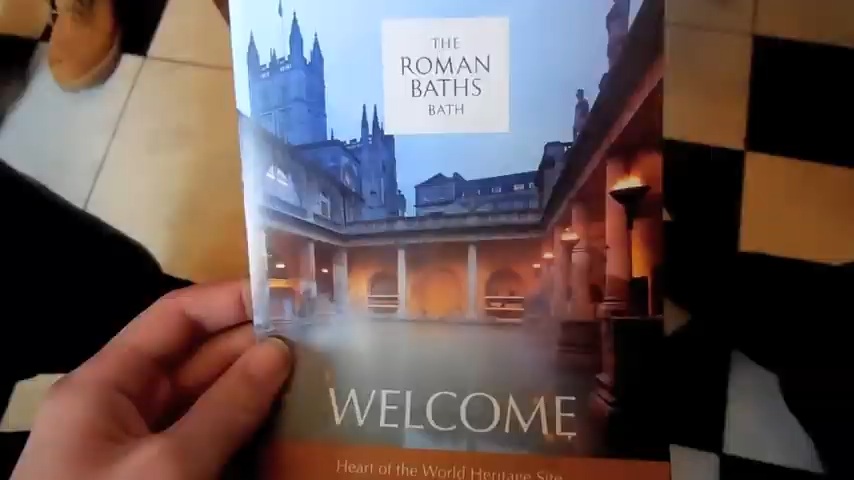 THE
ROMAN
BATHS
BATH
WELCOME
Heart of the World Heritage Site